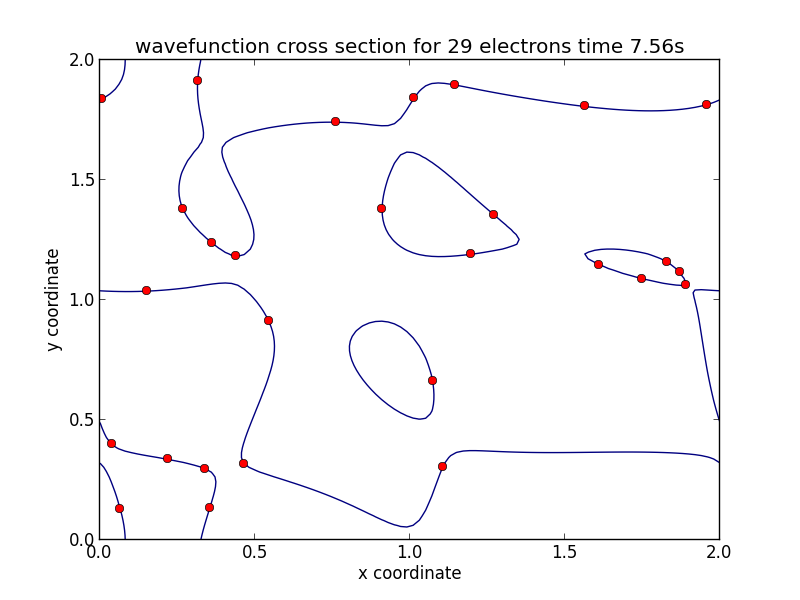 wavefunction cross section for 29 electrons time 7.56s
2.0
1.5
1.0
0.5
0.0
y coordinate
0.0 0.5 1.0 1.5 2.0
x coordinate